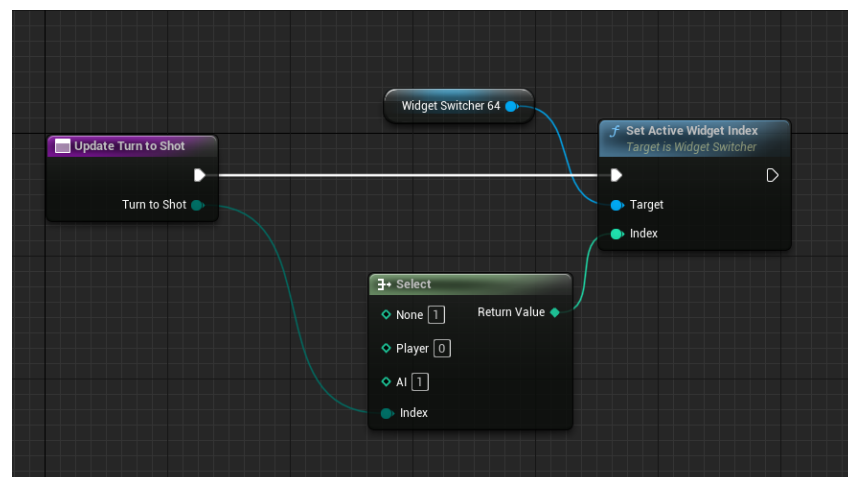 Widget Switcher 64
Update Turn to Shot
Turn to Shot
f Set Active Widget Index
Target is Widget Switcher
Target
Index
Select
None 1
Return Value
Player 0
AI 1
Index